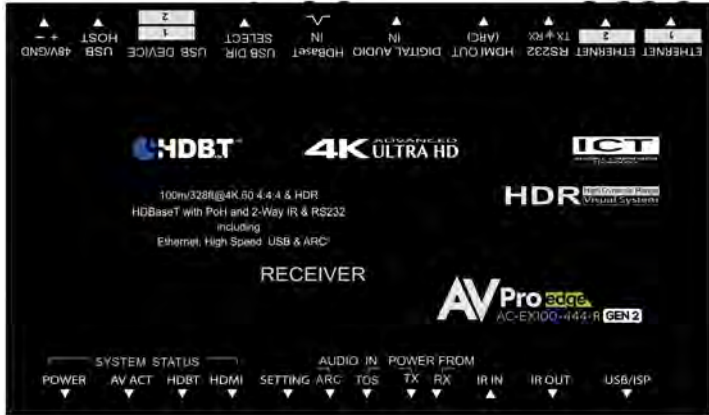 2
48V/GND USB HOST USB DEVICE 1 USB DIR SELECT HDBaseT IN DIGITAL AUDIO IN HDMI OUT (ARC) RS232 TX RX ETHERNET 2 ETHERNET 1
HDBT
4K ADVANCED ULTRA HD
ICT
100m/328ft@4K,60 4:4:4 & HDR
HDBaseT with PoH and 2-Way IR & RS232
including
Ethernet, High Speed USB & ARC
HDR High Dynamic Range Visual System
RECEIVER
AV Pro edge
AC-EX100-444-R GEN 2
SYSTEM STATUS AUDIO IN POWER FROM
POWER AV ACT HDBT HDMI SETTING ARC TOS TX RX IR IN IR OUT USB/ISP